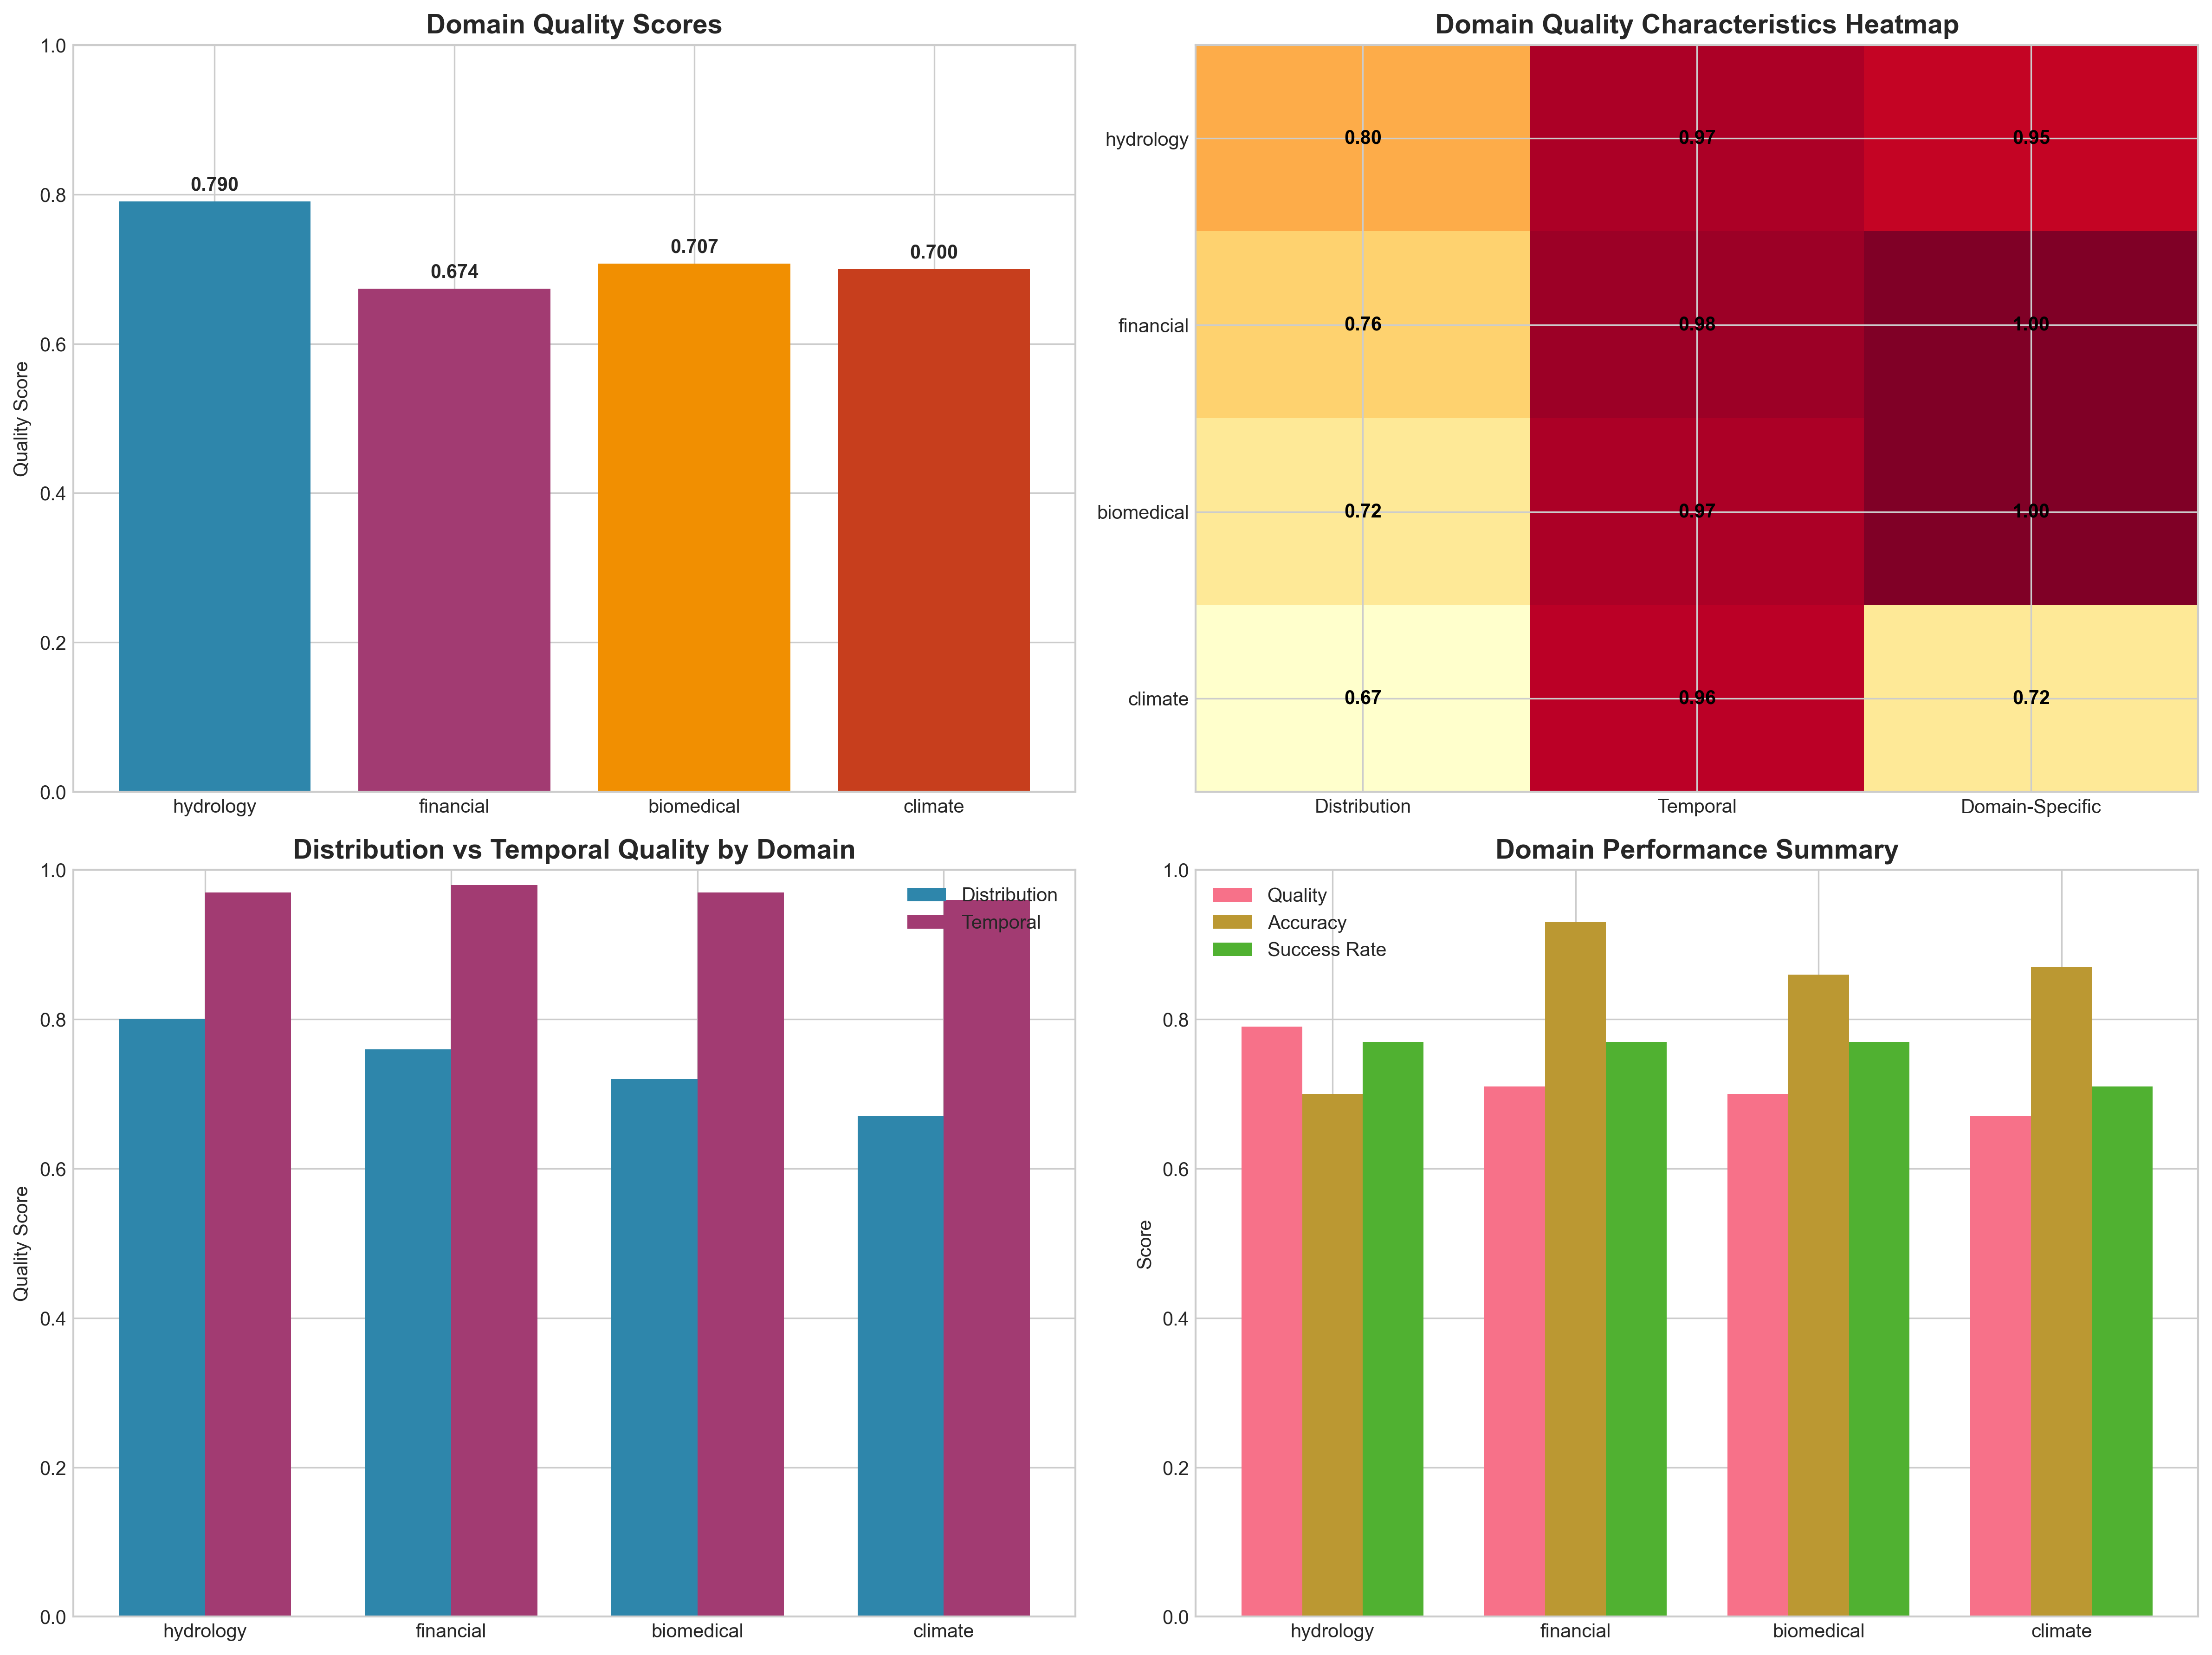 Domain Quality Scores
Quality Score
1.0
0.8
0.6
0.4
0.2
0.0
0.790
0.674
0.707
0.700
hydrology financial biomedical climate
Domain Quality Characteristics Heatmap
hydrology 0.80 0.97 0.95
financial 0.76 0.98 1.00
biomedical 0.72 0.97 1.00
climate 0.67 0.96 0.72
Distribution Temporal Domain-Specific
Distribution vs Temporal Quality by Domain
Quality Score
1.0
0.8
0.6
0.4
0.2
0.0
Distribution
Temporal
hydrology financial biomedical climate
Domain Performance Summary
Score
1.0
0.8
0.6
0.4
0.2
0.0
Quality
Accuracy
Success Rate
hydrology financial biomedical climate